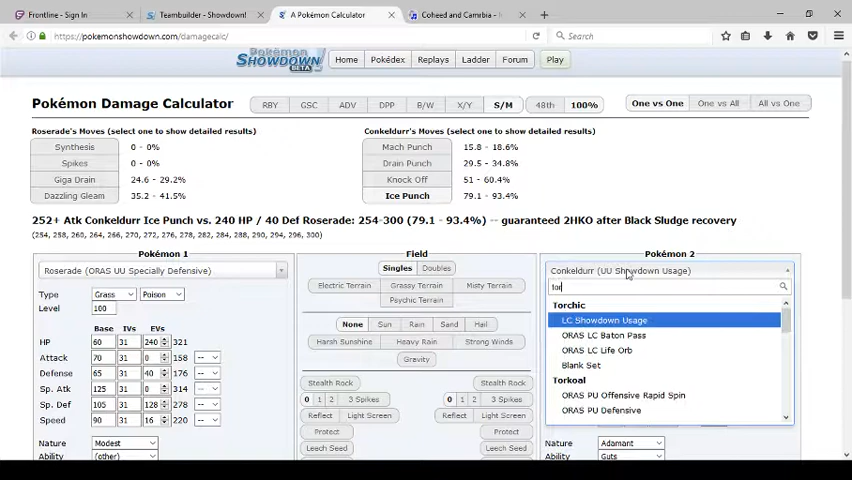 Frontline - Sign In
Teambuilder - Showdown!
A Pokémon Calculator
Coheed and Cambria - ...
https://pokemonshowdown.com/damagecalc/
Search
Pokémon
SHOWDOWN!
BETA
Home
Pokédex
Replays
Ladder
Forum
Play
Pokémon Damage Calculator
RBY GSC ADV DPP B/W X/Y S/M 48th 100%
One vs One One vs All All vs One
Roserade's Moves (select one to show detailed results)
Synthesis 0 - 0%
Spikes 0 - 0%
Giga Drain 24.6 - 29.2%
Dazzling Gleam 35.2 - 41.5%
Conkeldurr's Moves (select one to show detailed results)
Mach Punch 15.8 - 18.6%
Drain Punch 29.5 - 34.8%
Knock Off 51 - 60.4%
Ice Punch 79.1 - 93.4%
252+ Atk Conkeldurr Ice Punch vs. 240 HP / 40 Def Roserade: 254-300 (79.1 - 93.4%) -- guaranteed 2HKO after Black Sludge recovery
(254, 258, 260, 264, 266, 270, 272, 276, 278, 282, 284, 288, 290, 294, 296, 300)
Pokémon 1
Roserade (ORAS UU Specially Defensive)
Type Grass Poison
Level 100
Base IVs EVs
HP 60 31 240 321
Attack 70 31 0 158 --
Defense 65 31 40 176 --
Sp. Atk 125 31 0 314 --
Sp. Def 105 31 128 278 --
Speed 90 31 16 220 --
Nature Modest
Ability (other)
Field
Singles Doubles
Electric Terrain Grassy Terrain Misty Terrain
Psychic Terrain
None Sun Rain Sand Hail
Harsh Sunshine Heavy Rain Strong Winds
Gravity
Stealth Rock Stealth Rock
0 1 3 Spikes 0 1 3 Spikes
Reflect Light Screen Reflect Light Screen
Protect Protect
Leech Seed Leech Seed
Pokémon 2
Conkeldurr (UU Showdown Usage)
tor
Torchic
LC Showdown Usage
ORAS LC Baton Pass
ORAS LC Life Orb
Blank Set
Torkoal
ORAS PU Offensive Rapid Spin
ORAS PU Defensive
Nature Adamant
Ability Guts